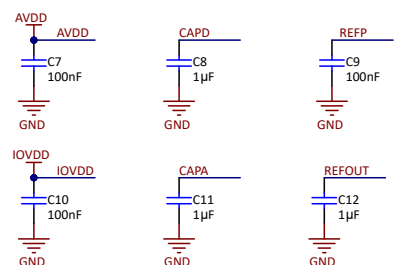 AVDD
AVDD
C7
100nF
GND
CAPD
C8
1µF
GND
REFP
C9
100nF
GND
IOVDD
IOVDD
C10
100nF
GND
CAPA
C11
1µF
GND
REFOUT
C12
1µF
GND